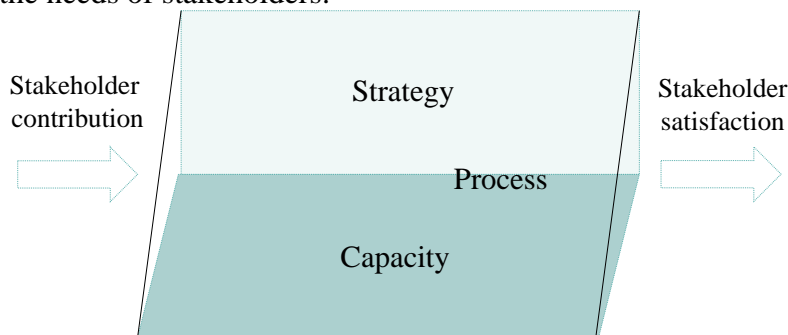 the needs of stakeholders.
Stakeholder
contribution
Strategy
Stakeholder
satisfaction
Process
Capacity